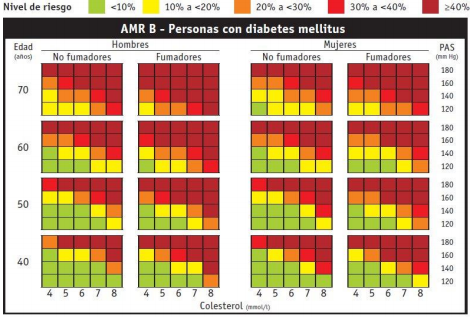 Nivel de riesgo <10% 10% a <20% 20% a <30% 30% a <40% ≥40%
AMR B - Personas con diabetes mellitus
Edad (años) Hombres Mujeres PAS (mm Hg)
No fumadores Fumadores No fumadores Fumadores
180
160
70 140
120
180
60 160
140
120
180
50 160
140
120
180
40 160
140
120
4 5 6 7 8 4 5 6 7 8 4 5 6 7 8 4 5 6 7 8
Colesterol (mmol/l)